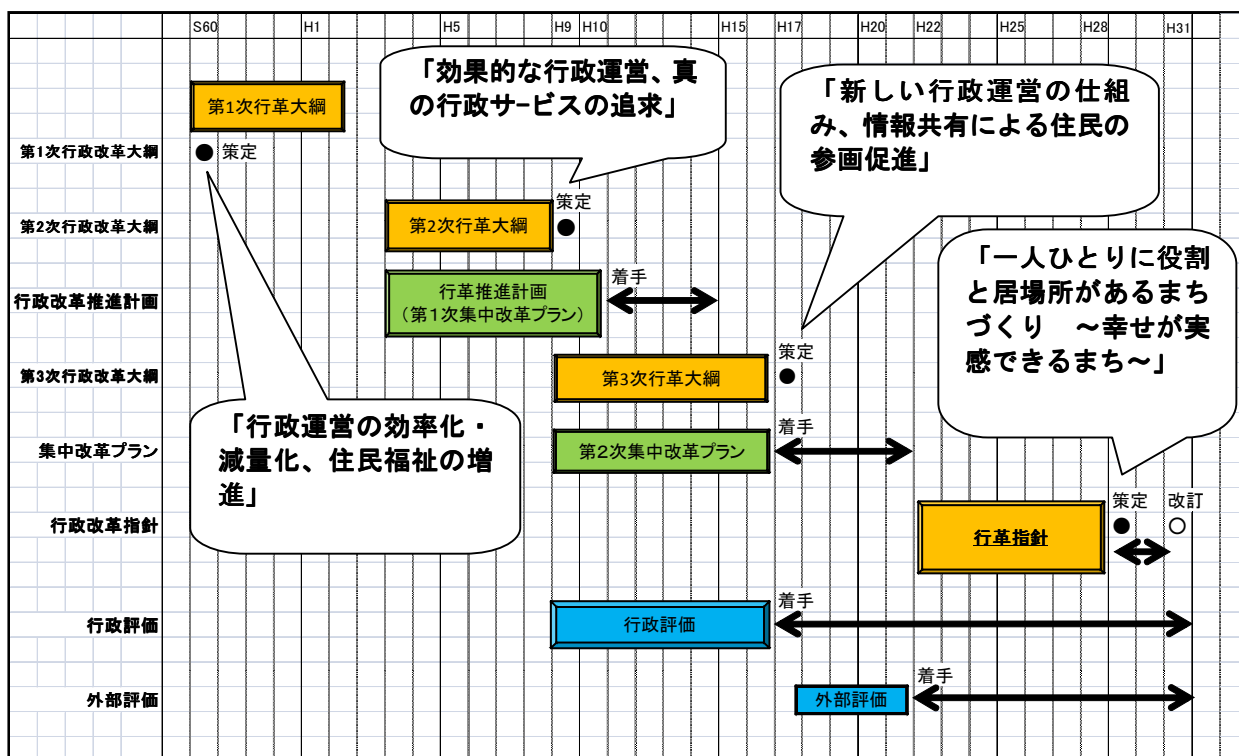 S60 H1 H5 H9 H10 H15 H17 H20 H22 H25 H28 H31
「効果的な行政運営、真
の行政サービスの追求」
「新しい行政運営の仕組
み、情報共有による住民の
参画促進」
第1次行革大綱
第1次行政改革大綱 ● 策定
策定
第2次行政改革大綱 第2次行革大綱 ●
「一人ひとりに役割
と居場所があるまち
づくり ～幸せが実
感できるまち～」
着手
行政改革推進計画 行革推進計画
(第1次集中改革プラン)
策定
第3次行政改革大綱 第3次行革大綱 ●
「行政運営の効率化・
減量化、住民福祉の増
進」
着手
集中改革プラン 第2次集中改革プラン
策定 改訂
行政改革指針 行革指針 ● ○
着手
行政評価 行政評価
着手
外部評価 外部評価